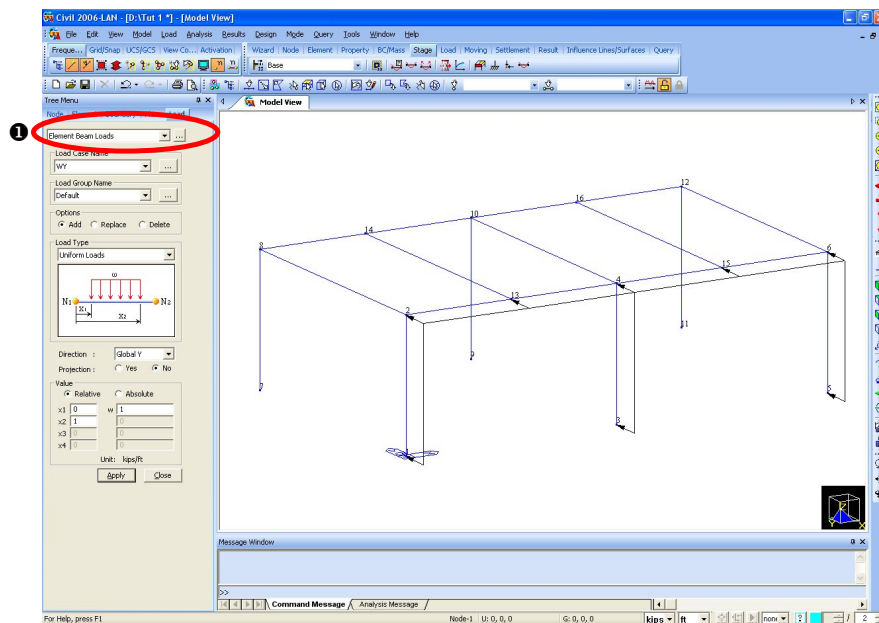 Civil 2006-LAN - [D:\Tut 1 *] - [Model View]
File Edit View Model Load Analysis Results Design Mode Query Tools Window Help
Freque... Grid/Snap UCS/GCS View Co... Activation Wizard Node Element Property BC/Mass Stage Load Moving Settlement Result Influence Lines/Surfaces Query
Base
Tree Menu
Model View
Load
❶
Element Beam Loads
...
Load Case Name
WY
...
Load Group Name
Default
...
Options
Add Replace Delete
Load Type
Uniform Loads
ω
N1 N2
X1
X2
Direction : Global Y
Projection : Yes No
Value
Relative Absolute
x1 0 w 1
x2 1 0
x3 0 0
x4 0 0
Unit: kips/ft
Apply Close
12
16
10
14
8
6
15
4
13
2
11
9
7
5
3
1
Z
Y
X
Message Window
>>
Command Message Analysis Message
For Help, press F1
Node-1 U: 0, 0, 0 G: 0, 0, 0 kips ft none ? / 2